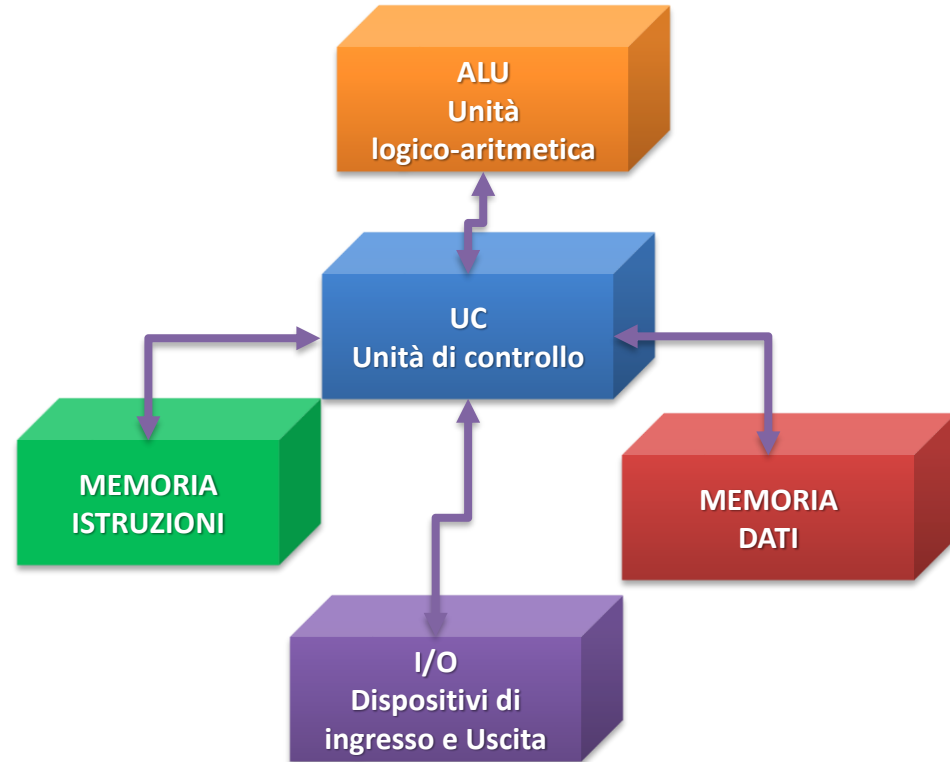 ALU
Unità
logico-aritmetica
UC
Unità di controllo
MEMORIA
ISTRUZIONI
MEMORIA
DATI
I/O
Dispositivi di
ingresso e Uscita